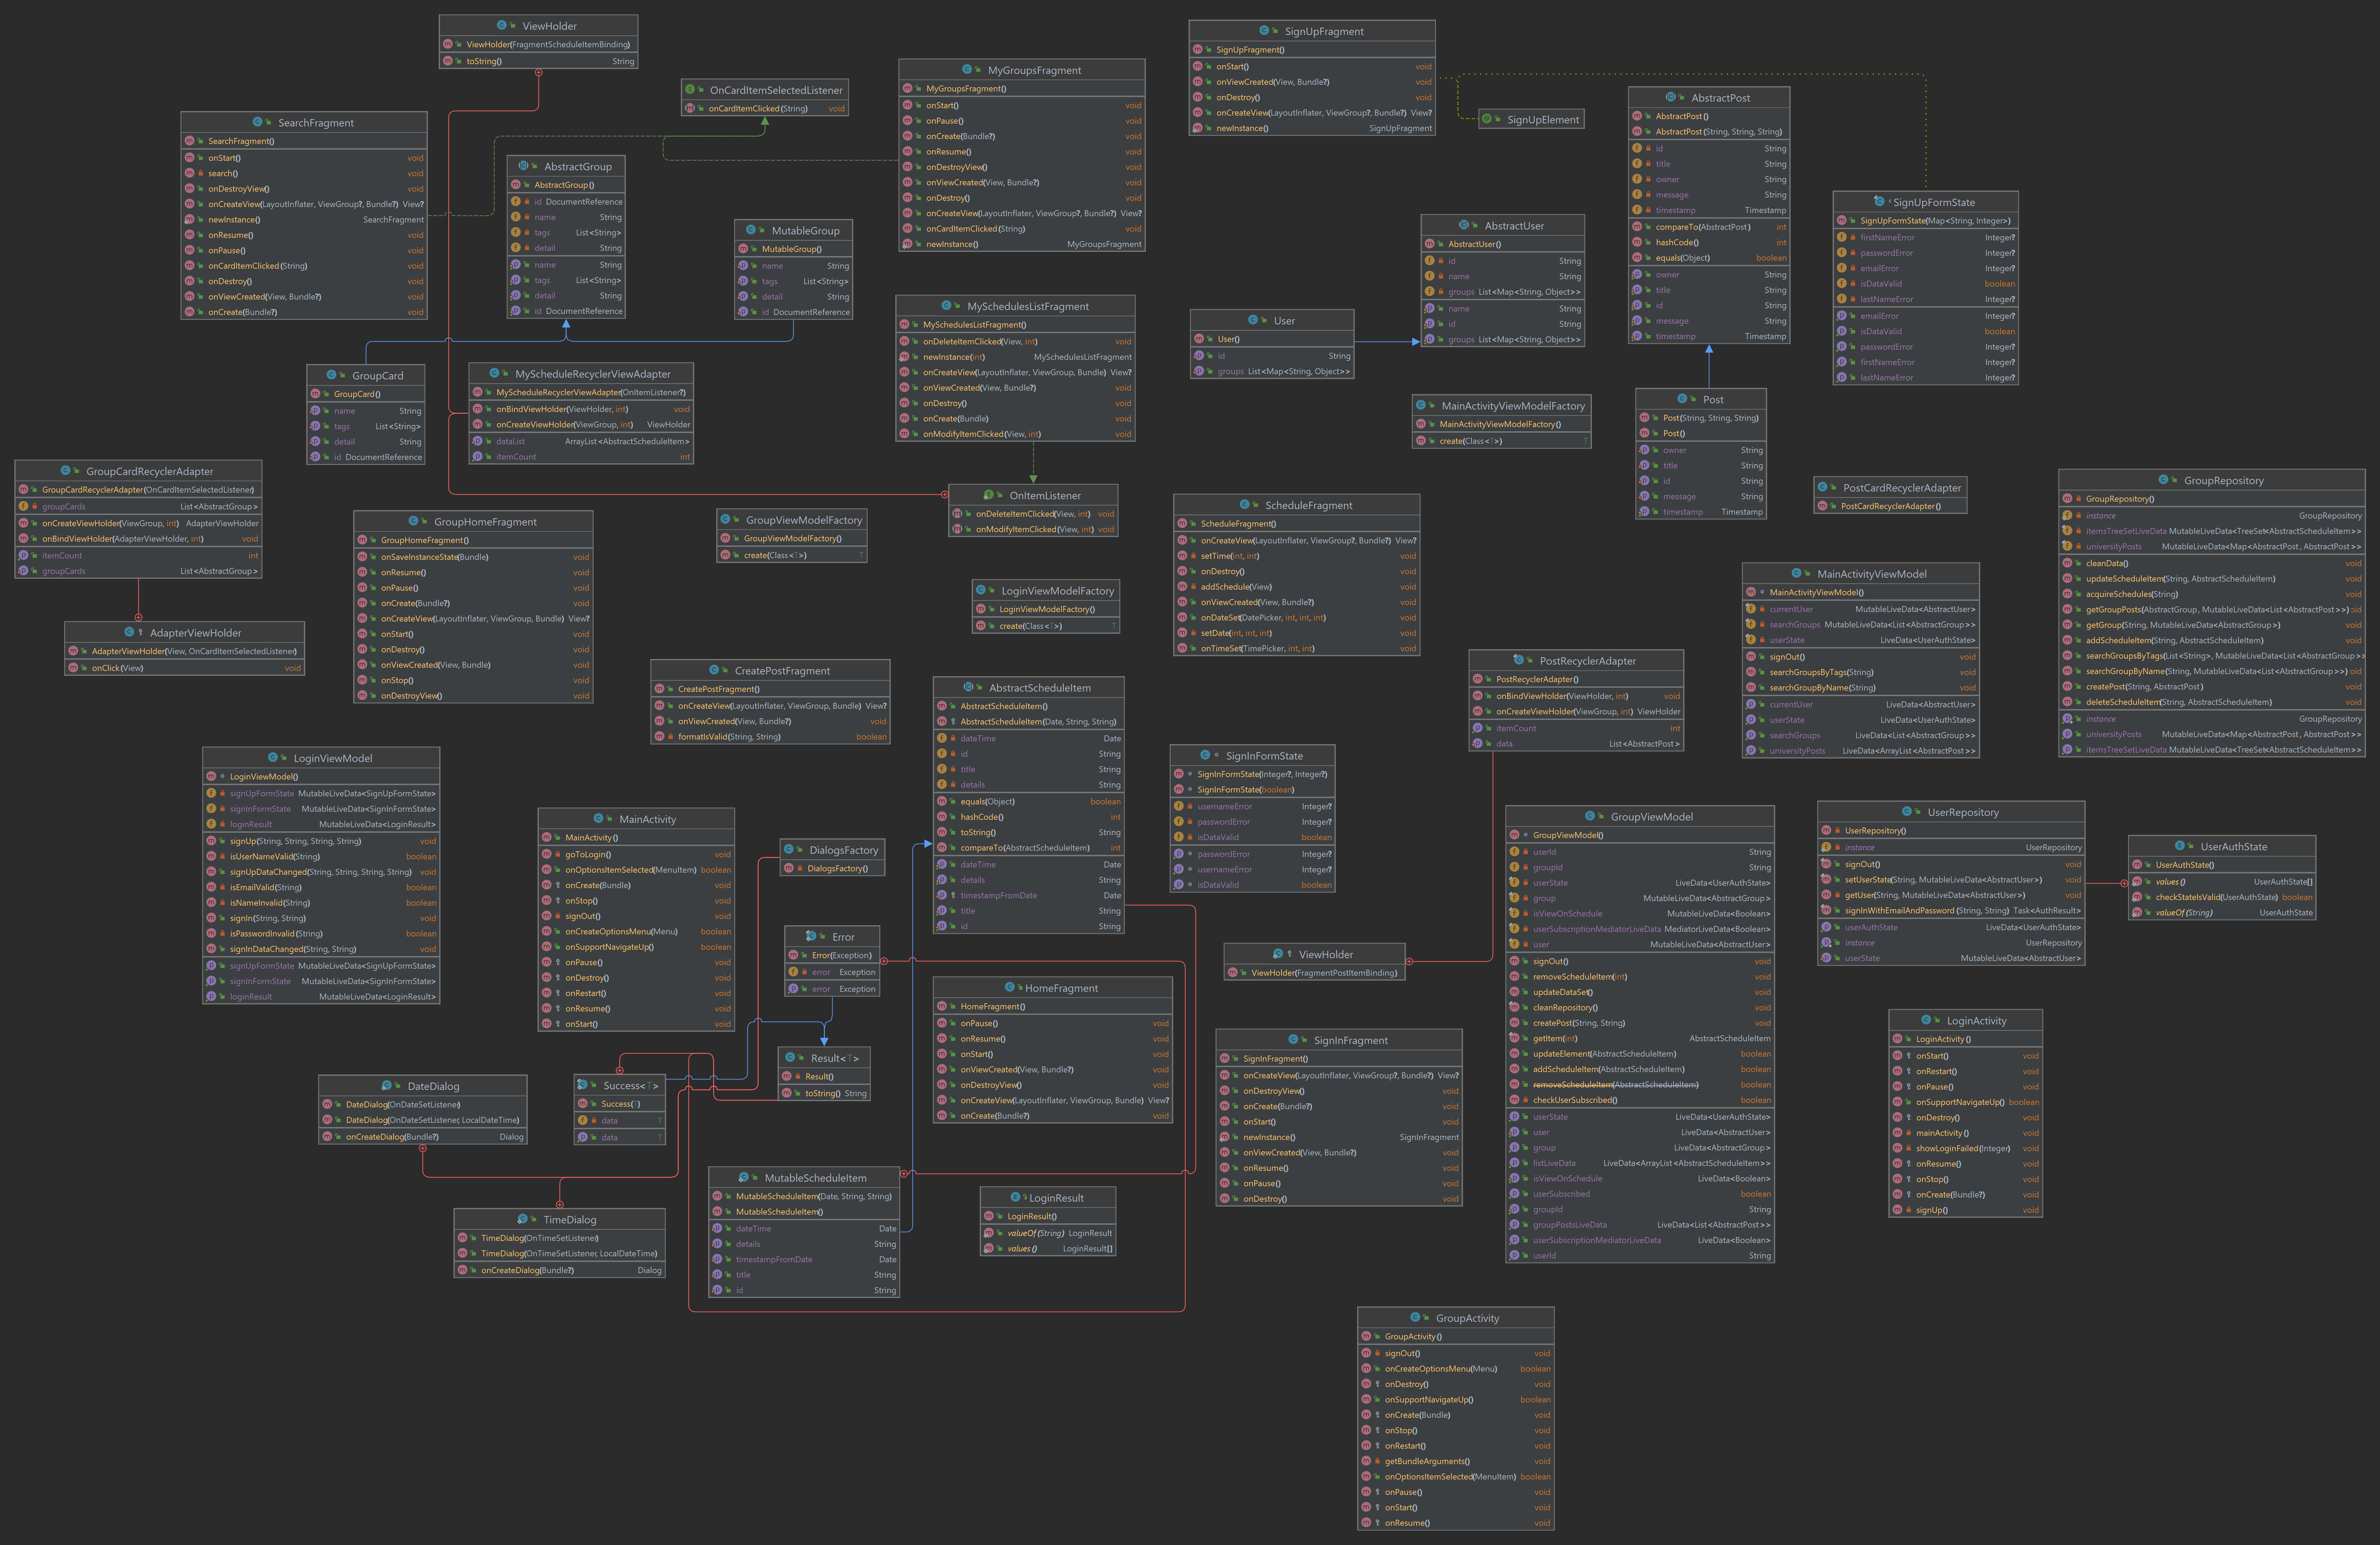 ViewHolder
ViewHolder(FragmentScheduleItemBinding)
toString() String
SearchFragment
SearchFragment()
onStart() void
search() void
onDestroyView() void
onCreateView(LayoutInflater, ViewGroup?, Bundle?) View?
newInstance() SearchFragment
onResume() void
onPause() void
onCardItemClicked(String) void
onDestroy() void
onViewCreated(View, Bundle?) void
onCreate(Bundle?) void
OnCardItemSelectedListener
onCardItemClicked(String) void
AbstractGroup
AbstractGroup()
id DocumentReference
name String
tags List<String>
detail String
name String
tags List<String>
detail String
id DocumentReference
MutableGroup
MutableGroup()
name String
tags List<String>
detail String
id DocumentReference
MyGroupsFragment
MyGroupsFragment()
onStart() void
onPause() void
onCreate(Bundle?) void
onResume() void
onDestroyView() void
onViewCreated(View, Bundle?) void
onDestroy() void
onCreateView(LayoutInflater, ViewGroup?, Bundle?) View?
onCardItemClicked(String) void
newInstance() MyGroupsFragment
SignUpFragment
SignUpFragment()
onStart() void
onViewCreated(View, Bundle?) void
onDestroy() void
onCreateView(LayoutInflater, ViewGroup?, Bundle?) View?
newInstance() SignUpFragment
SignUpElement
AbstractPost
AbstractPost()
AbstractPost(String, String, String)
id String
title String
owner String
message String
timestamp Timestamp
compareTo(AbstractPost) int
hashCode() int
equals(Object) boolean
owner String
title String
id String
message String
timestamp Timestamp
SignUpFormState
SignUpFormState(Map<String, Integer>)
firstNameError Integer?
passwordError Integer?
emailError Integer?
isDataValid boolean
lastNameError Integer?
emailError Integer?
isDataValid boolean
passwordError Integer?
firstNameError Integer?
lastNameError Integer?
AbstractUser
AbstractUser()
id String
name String
groups List<Map<String, Object>>
name String
id String
groups List<Map<String, Object>>
User
User()
id String
groups List<Map<String, Object>>
GroupCard
GroupCard()
name String
tags List<String>
detail String
id DocumentReference
MyScheduleRecyclerViewAdapter
MyScheduleRecyclerViewAdapter(OnItemListener?)
onBindViewHolder(ViewHolder, int) void
onCreateViewHolder(ViewGroup, int) ViewHolder
dataList ArrayList<AbstractScheduleItem>
itemCount int
MySchedulesListFragment
MySchedulesListFragment()
onDeleteItemClicked(View, int) void
newInstance(int) MySchedulesListFragment
onCreateView(LayoutInflater, ViewGroup, Bundle) View?
onViewCreated(View, Bundle?) void
onDestroy() void
onCreate(Bundle) void
onModifyItemClicked(View, int) void
MainActivityViewModelFactory
MainActivityViewModelFactory()
create(Class<T>) T
Post
Post(String, String, String)
Post()
owner String
title String
id String
message String
timestamp Timestamp
GroupCardRecyclerAdapter
GroupCardRecyclerAdapter(OnCardItemSelectedListener)
groupCards List<AbstractGroup>
onCreateViewHolder(ViewGroup, int) AdapterViewHolder
onBindViewHolder(AdapterViewHolder, int) void
itemCount int
groupCards List<AbstractGroup>
AdapterViewHolder
AdapterViewHolder(View, OnCardItemSelectedListener)
onClick(View) void
GroupHomeFragment
GroupHomeFragment()
onSaveInstanceState(Bundle) void
onResume() void
onPause() void
onCreate(Bundle?) void
onCreateView(LayoutInflater, ViewGroup, Bundle) View?
onStart() void
onDestroy() void
onViewCreated(View, Bundle) void
onStop() void
onDestroyView() void
GroupViewModelFactory
GroupViewModelFactory()
create(Class<T>) T
OnItemListener
onDeleteItemClicked(View, int) void
onModifyItemClicked(View, int) void
LoginViewModelFactory
LoginViewModelFactory()
create(Class<T>) T
ScheduleFragment
ScheduleFragment()
onCreateView(LayoutInflater, ViewGroup?, Bundle?) View?
setTime(int, int) void
onDestroy() void
addSchedule(View) void
onViewCreated(View, Bundle?) void
onDateSet(DatePicker, int, int, int) void
setDate(int, int, int) void
onTimeSet(TimePicker, int, int) void
PostCardRecyclerAdapter
PostCardRecyclerAdapter()
GroupRepository
GroupRepository()
instance GroupRepository
itemsTreeSetLiveData MutableLiveData<TreeSet<AbstractScheduleItem>>
universityPosts MutableLiveData<Map<AbstractPost, AbstractPost>>
cleanData() void
updateScheduleItem(String, AbstractScheduleItem) void
acquireSchedules(String) void
getGroupPosts(AbstractGroup, MutableLiveData<List<AbstractPost>>) oid
getGroup(String, MutableLiveData<AbstractGroup>) void
addScheduleItem(String, AbstractScheduleItem) void
searchGroupsByTags(List<String>, MutableLiveData<List<AbstractGroup>>
searchGroupByName(String, MutableLiveData<List<AbstractGroup>>) oid
createPost(String, AbstractPost) void
deleteScheduleItem(String, AbstractScheduleItem) void
instance GroupRepository
universityPosts MutableLiveData<Map<AbstractPost, AbstractPost>>
itemsTreeSetLiveData MutableLiveData<TreeSet<AbstractScheduleItem>>
MainActivityViewModel
MainActivityViewModel()
currentUser MutableLiveData<AbstractUser>
searchGroups MutableLiveData<List<AbstractGroup>>
userState LiveData<UserAuthState>
signOut() void
searchGroupsByTags(String) void
searchGroupByName(String) void
currentUser LiveData<AbstractUser>
userState LiveData<UserAuthState>
searchGroups LiveData<List<AbstractGroup>>
universityPosts LiveData<ArrayList<AbstractPost>>
CreatePostFragment
CreatePostFragment()
onCreateView(LayoutInflater, ViewGroup, Bundle) View?
onViewCreated(View, Bundle?) void
formatIsValid(String, String) boolean
AbstractScheduleItem
AbstractScheduleItem()
AbstractScheduleItem(Date, String, String)
dateTime Date
id String
title String
details String
equals(Object) boolean
hashCode() int
toString() String
compareTo(AbstractScheduleItem) int
dateTime Date
details String
timestampFromDate Date
title String
id String
PostRecyclerAdapter
PostRecyclerAdapter()
onBindViewHolder(ViewHolder, int) void
onCreateViewHolder(ViewGroup, int) ViewHolder
itemCount int
data List<AbstractPost>
LoginViewModel
LoginViewModel()
signUpFormState MutableLiveData<SignUpFormState>
signInFormState MutableLiveData<SignInFormState>
loginResult MutableLiveData<LoginResult>
signUp(String, String, String, String) void
isUserNameValid(String) boolean
signUpDataChanged(String, String, String, String) void
isEmailValid(String) boolean
isNameInvalid(String) boolean
signIn(String, String) void
isPasswordInvalid(String) boolean
signInDataChanged(String, String) void
signUpFormState MutableLiveData<SignUpFormState>
signInFormState MutableLiveData<SignInFormState>
loginResult MutableLiveData<LoginResult>
MainActivity
MainActivity()
goToLogin() void
onOptionsItemSelected(MenuItem) boolean
onCreate(Bundle) void
onStop() void
signOut() void
onCreateOptionsMenu(Menu) boolean
onSupportNavigateUp() boolean
onPause() void
onDestroy() void
onRestart() void
onResume() void
onStart() void
DialogsFactory
DialogsFactory()
Error
Error(Exception)
error Exception
error Exception
SignInFormState
SignInFormState(Integer?, Integer?)
SignInFormState(boolean)
usernameError Integer?
passwordError Integer?
isDataValid boolean
passwordError Integer?
usernameError Integer?
isDataValid boolean
ViewHolder
ViewHolder(FragmentPostItemBinding)
GroupViewModel
GroupViewModel()
userId String
groupId String
userState LiveData<UserAuthState>
group MutableLiveData<AbstractGroup>
isViewOnSchedule MutableLiveData<Boolean>
userSubscriptionMediatorLiveData MediatorLiveData<Boolean>
user MutableLiveData<AbstractUser>
signOut() void
removeScheduleItem(int) void
updateDataSet() void
cleanRepository() void
createPost(String, String) void
getItem(int) AbstractScheduleItem
updateElement(AbstractScheduleItem) boolean
addScheduleItem(AbstractScheduleItem) boolean
removeScheduleItem(AbstractScheduleItem) boolean
checkUserSubscribed() boolean
userState LiveData<UserAuthState>
user LiveData<AbstractUser>
group LiveData<AbstractGroup>
listLiveData LiveData<ArrayList<AbstractScheduleItem>>
isViewOnSchedule LiveData<Boolean>
userSubscribed boolean
groupId String
groupPostsLiveData LiveData<List<AbstractPost>>
userSubscriptionMediatorLiveData LiveData<Boolean>
userId String
UserRepository
UserRepository()
instance UserRepository
signOut() void
setUserState(String, MutableLiveData<AbstractUser>) void
getUser(String, MutableLiveData<AbstractUser>) void
signInWithEmailAndPassword(String, String) Task<AuthResult>
userAuthState LiveData<UserAuthState>
instance UserRepository
userState MutableLiveData<AbstractUser>
UserAuthState
UserAuthState()
values() UserAuthState[]
checkStateIsValid(UserAuthState) boolean
valueOf(String) UserAuthState
Result<T>
Result()
toString() String
Success<T>
Success(T)
data T
data T
DateDialog
DateDialog(OnDateSetListener)
DateDialog(OnDateSetListener, LocalDateTime)
onCreateDialog(Bundle?) Dialog
TimeDialog
TimeDialog(OnTimeSetListener)
TimeDialog(OnTimeSetListener, LocalDateTime)
onCreateDialog(Bundle?) Dialog
HomeFragment
HomeFragment()
onPause() void
onResume() void
onStart() void
onViewCreated(View, Bundle?) void
onDestroyView() void
onCreateView(LayoutInflater, ViewGroup, Bundle) View?
onCreate(Bundle?) void
MutableScheduleItem
MutableScheduleItem(Date, String, String)
MutableScheduleItem()
dateTime Date
details String
timestampFromDate Date
title String
id String
LoginResult
LoginResult()
valueOf(String) LoginResult
values() LoginResult[]
SignInFragment
SignInFragment()
onCreateView(LayoutInflater, ViewGroup?, Bundle?) View?
onDestroyView() void
onCreate(Bundle?) void
onStart() void
newInstance() SignInFragment
onViewCreated(View, Bundle?) void
onResume() void
onPause() void
onDestroy() void
LoginActivity
LoginActivity()
onStart() void
onRestart() void
onPause() void
onSupportNavigateUp() boolean
onDestroy() void
mainActivity() void
showLoginFailed(Integer) void
onResume() void
onStop() void
onCreate(Bundle?) void
signUp() void
GroupActivity
GroupActivity()
signOut() void
onCreateOptionsMenu(Menu) boolean
onDestroy() void
onSupportNavigateUp() boolean
onCreate(Bundle) void
onStop() void
onRestart() void
getBundleArguments() void
onOptionsItemSelected(MenuItem) boolean
onPause() void
onStart() void
onResume() void